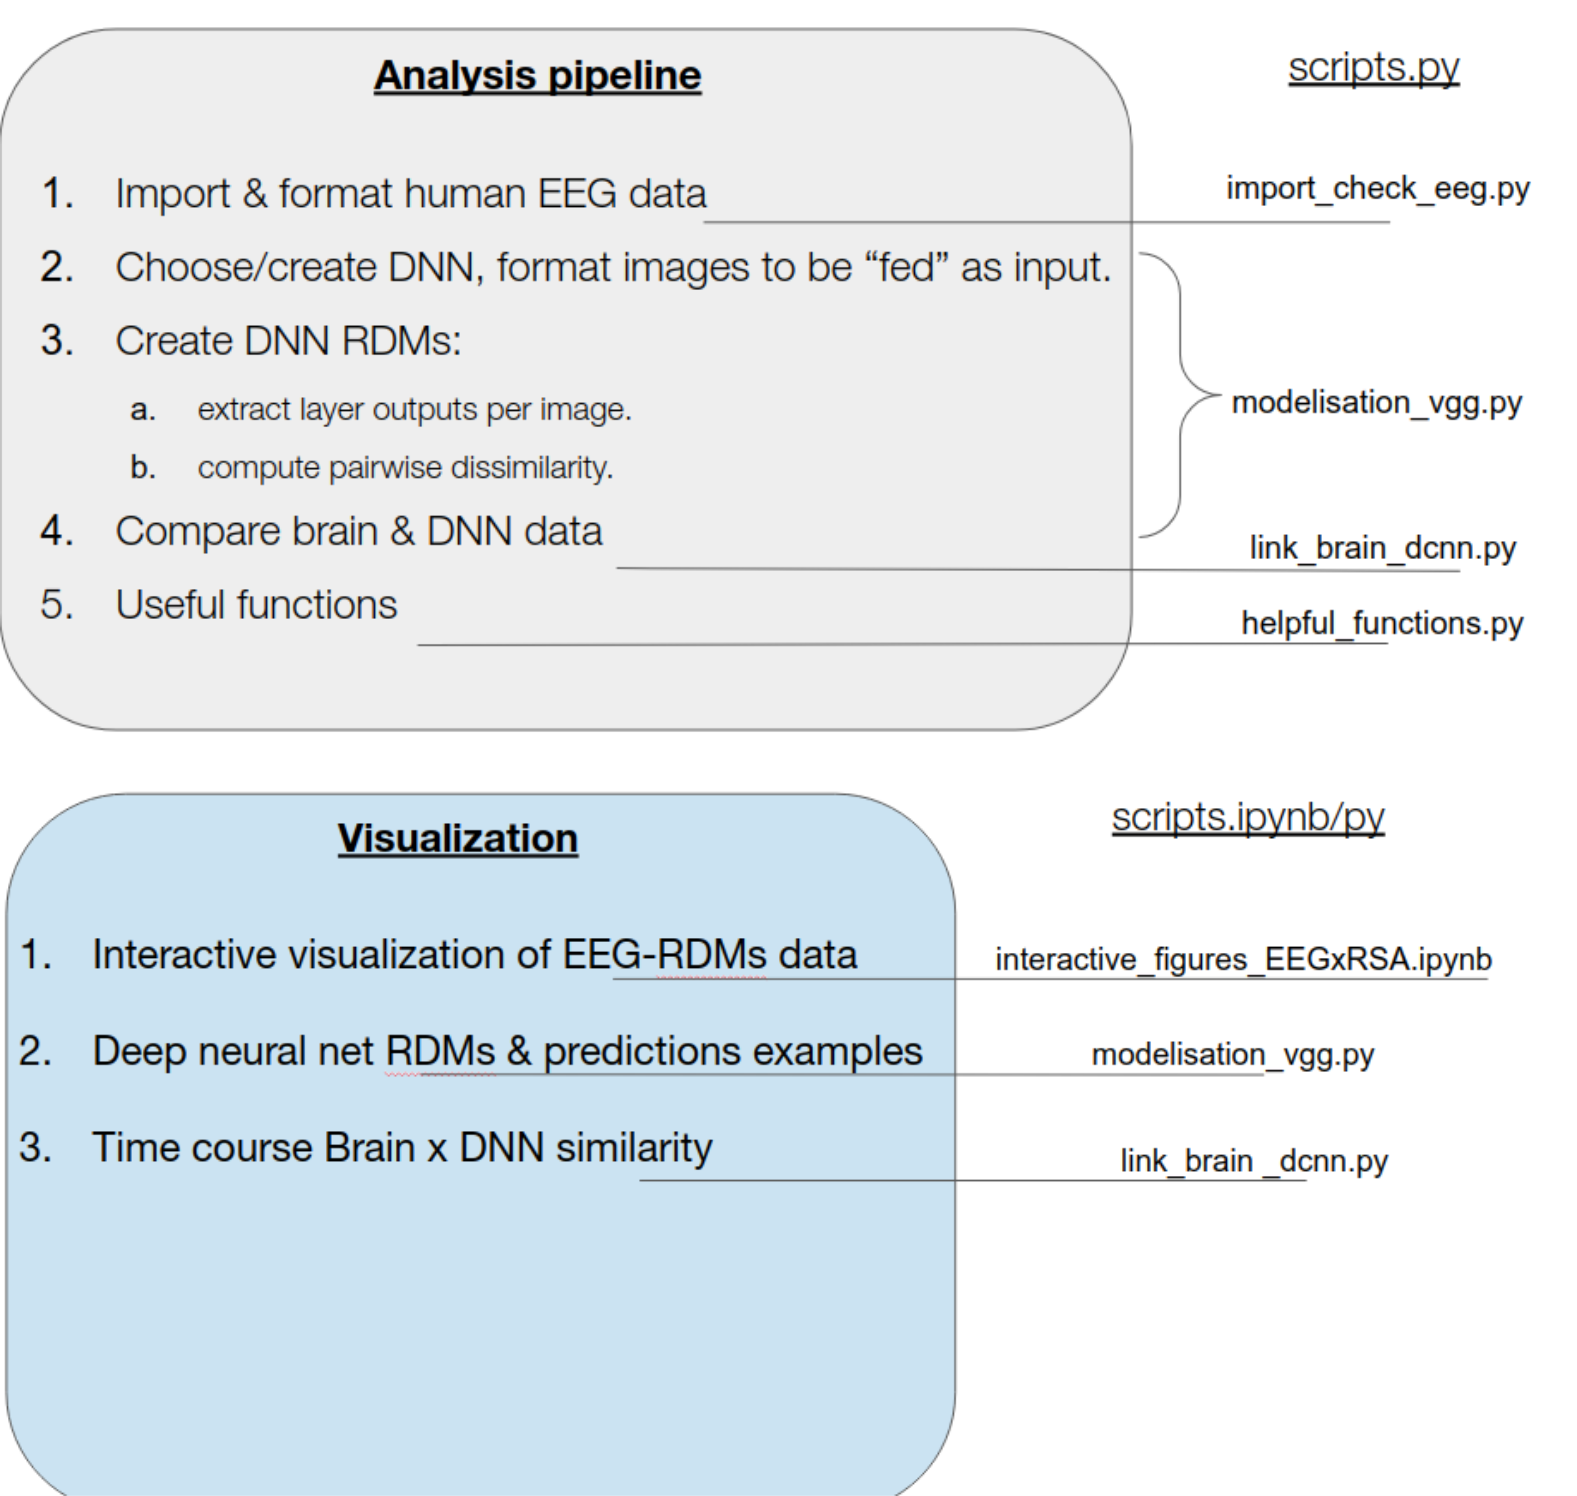 Analysis pipeline
scripts.py
1. Import & format human EEG data
import_check_eeg.py
2. Choose/create DNN, format images to be “fed” as input.
3. Create DNN RDMs:
a. extract layer outputs per image.
modelisation_vgg.py
b. compute pairwise dissimilarity.
4. Compare brain & DNN data
link_brain_dcnn.py
5. Useful functions
helpful_functions.py
Visualization
scripts.ipynb/py
1. Interactive visualization of EEG-RDMs data
interactive_figures_EEGxRSA.ipynb
2. Deep neural net RDMs & predictions examples
modelisation_vgg.py
3. Time course Brain x DNN similarity
link_brain _dcnn.py